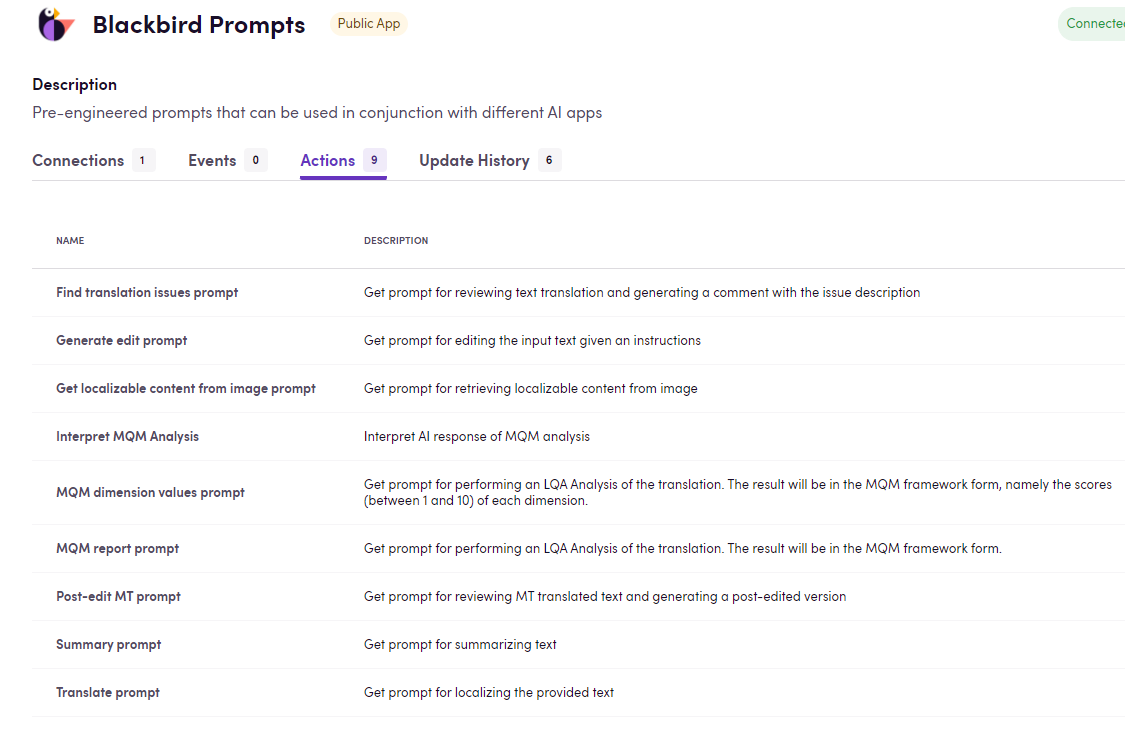 Blackbird Prompts Public App
Description
Pre-engineered prompts that can be used in conjunction with different AI apps
Connections 1 Events 0 Actions 9 Update History 6
NAME DESCRIPTION
Find translation issues prompt Get prompt for reviewing text translation and generating a comment with the issue description
Generate edit prompt Get prompt for editing the input text given an instructions
Get localizable content from image prompt Get prompt for retrieving localizable content from image
Interpret MQM Analysis Interpret AI response of MQM analysis
MQM dimension values prompt Get prompt for performing an LQA Analysis of the translation. The result will be in the MQM framework form, namely the scores
(between 1 and 10) of each dimension.
MQM report prompt Get prompt for performing an LQA Analysis of the translation. The result will be in the MQM framework form.
Post-edit MT prompt Get prompt for reviewing MT translated text and generating a post-edited version
Summary prompt Get prompt for summarizing text
Translate prompt Get prompt for localizing the provided text